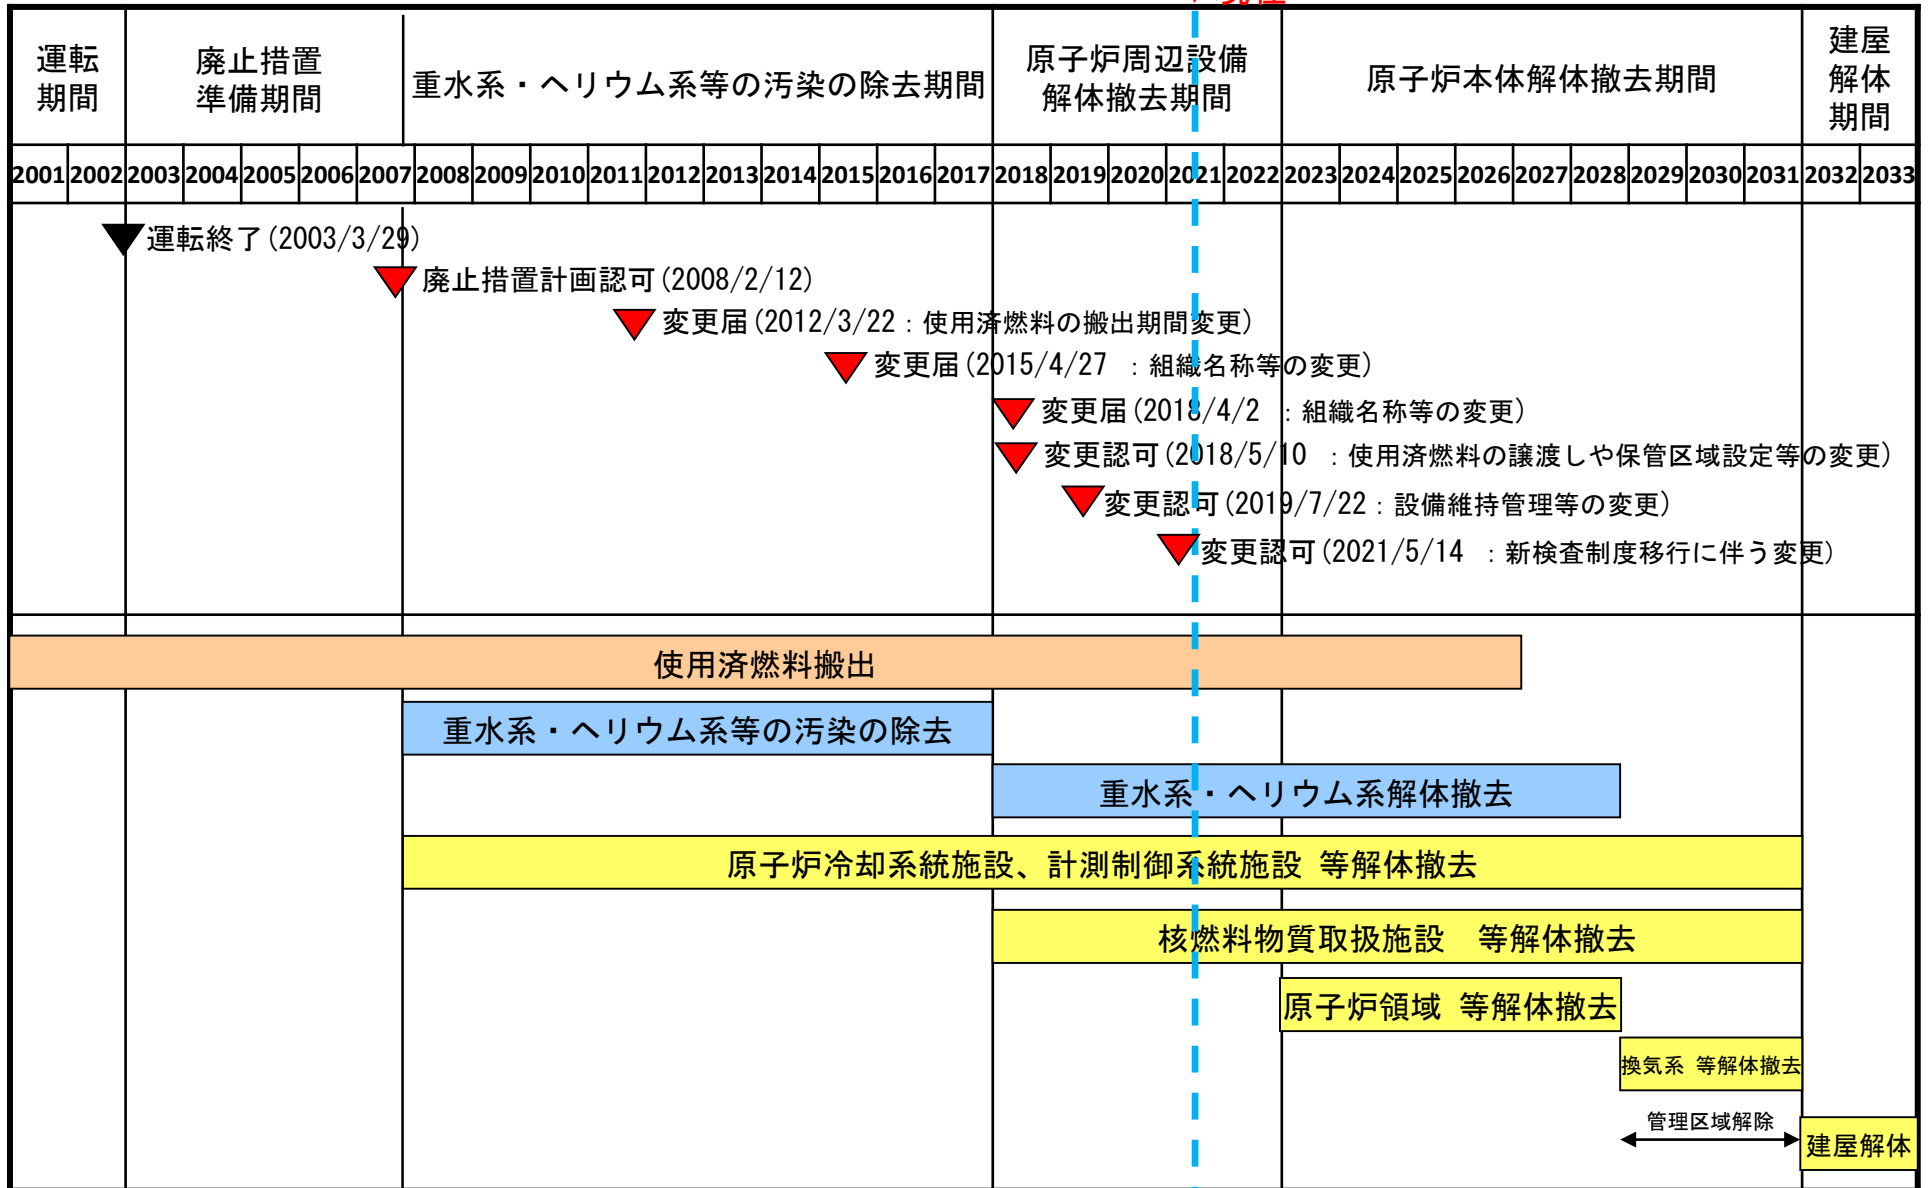 運転
期間
廃止措置
準備期間
重水系・ヘリウム系等の汚染の除去期間
原子炉周辺設備
解体撤去期間
原子炉本体解体撤去期間
建屋
解体
期間
2001 2002 2003 2004 2005 2006 2007 2008 2009 2010 2011 2012 2013 2014 2015 2016 2017 2018 2019 2020 2021 2022 2023 2024 2025 2026 2027 2028 2029 2030 2031 2032 2033
運転終了(2003/3/29)
廃止措置計画認可(2008/2/12)
変更届(2012/3/22:使用済燃料の搬出期間変更)
変更届(2015/4/27 :組織名称等の変更)
変更届(2018/4/2 :組織名称等の変更)
変更認可(2018/5/10 :使用済燃料の譲渡しや保管区域設定等の変更)
変更認可(2019/7/22:設備維持管理等の変更)
変更認可(2021/5/14 :新検査制度移行に伴う変更)
使用済燃料搬出
重水系・ヘリウム系等の汚染の除去
重水系・ヘリウム系解体撤去
原子炉冷却系統施設、計測制御系統施設 等解体撤去
核燃料物質取扱施設 等解体撤去
原子炉領域 等解体撤去
換気系 等解体撤去
管理区域解除
建屋解体